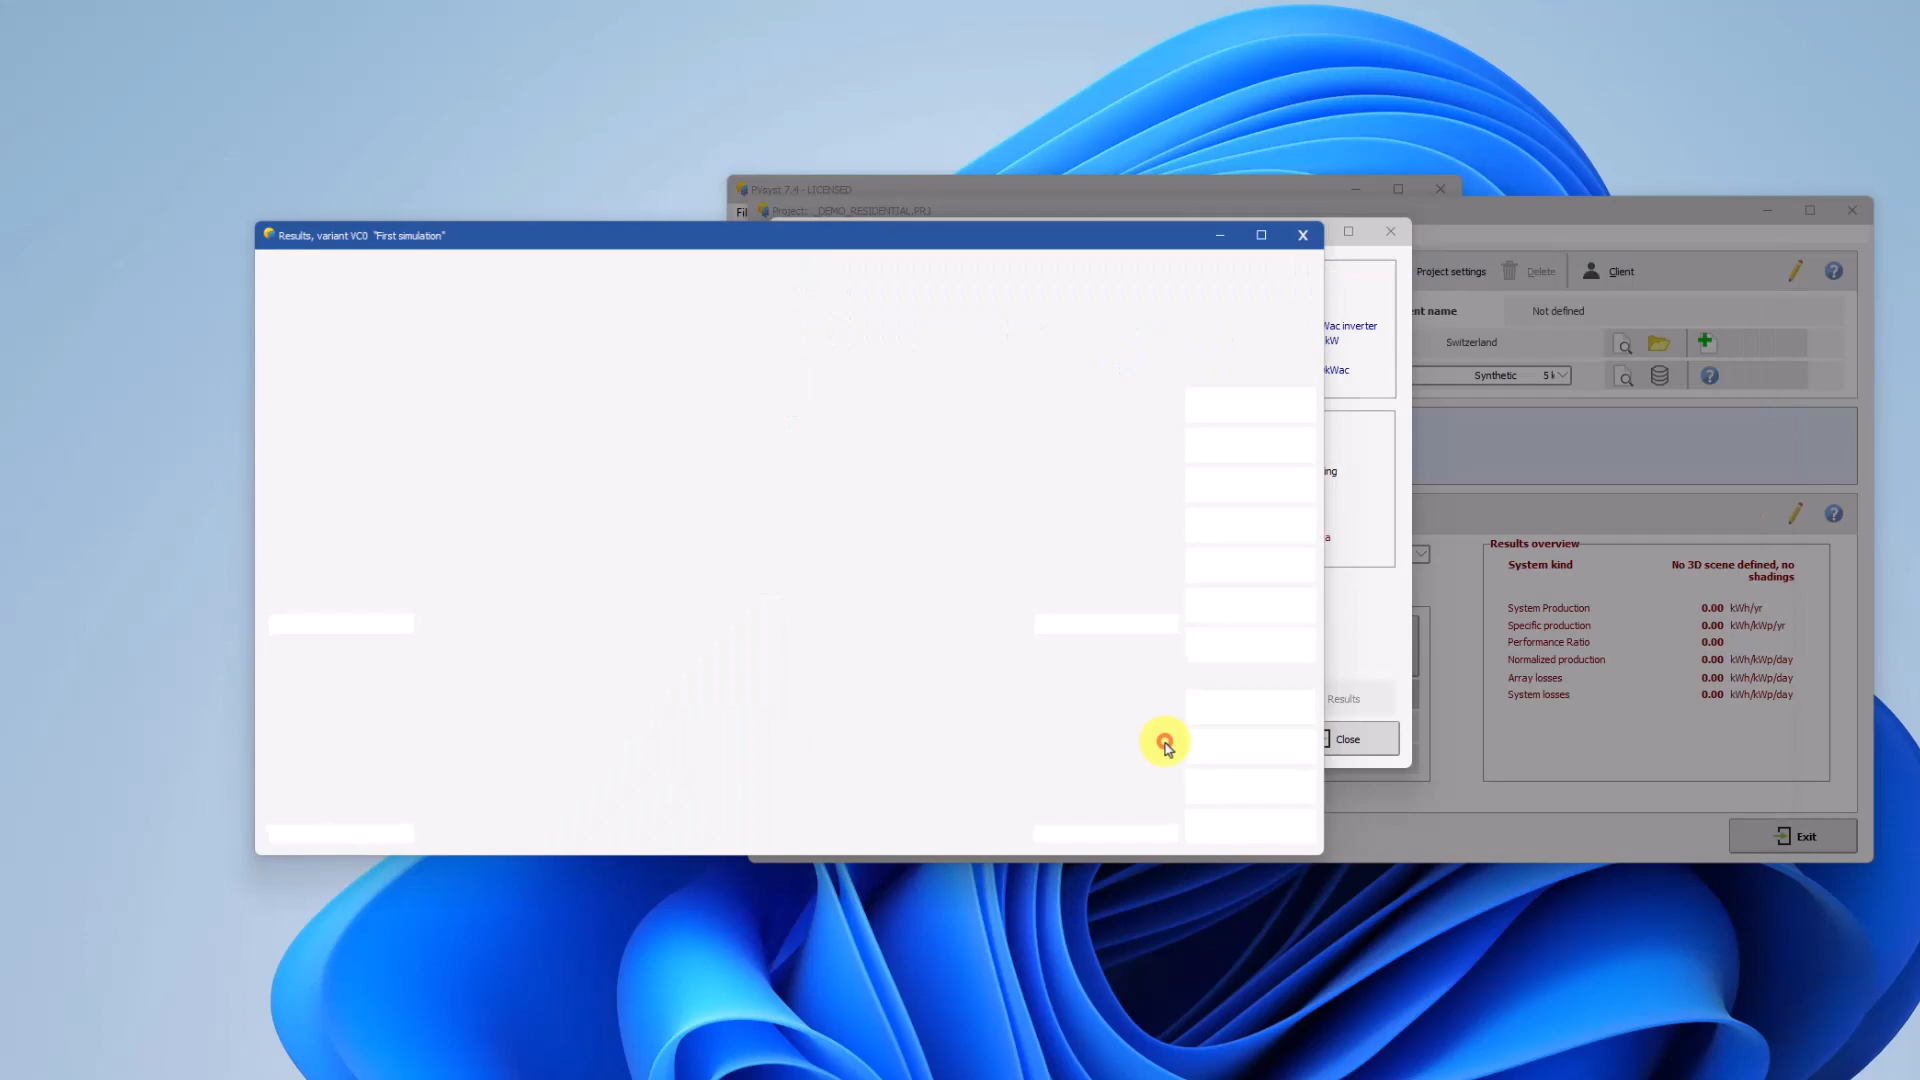 PVsyst 7.4 - LICENSED
Fil
Project: _DEMO_RESIDENTIAL.PRJ
Results, variant VC0 "First simulation"
Project settings
Delete
Client
ent name
Not defined
Switzerland
Synthetic 5 k
Wac inverter
kW
kWac
ing
a
Results
Close
Results overview
System kind
No 3D scene defined, no
shadings
System Production 0.00 kWh/yr
Specific production 0.00 kWh/kWp/yr
Performance Ratio 0.00
Normalized production 0.00 kWh/kWp/day
Array losses 0.00 kWh/kWp/day
System losses 0.00 kWh/kWp/day
Exit